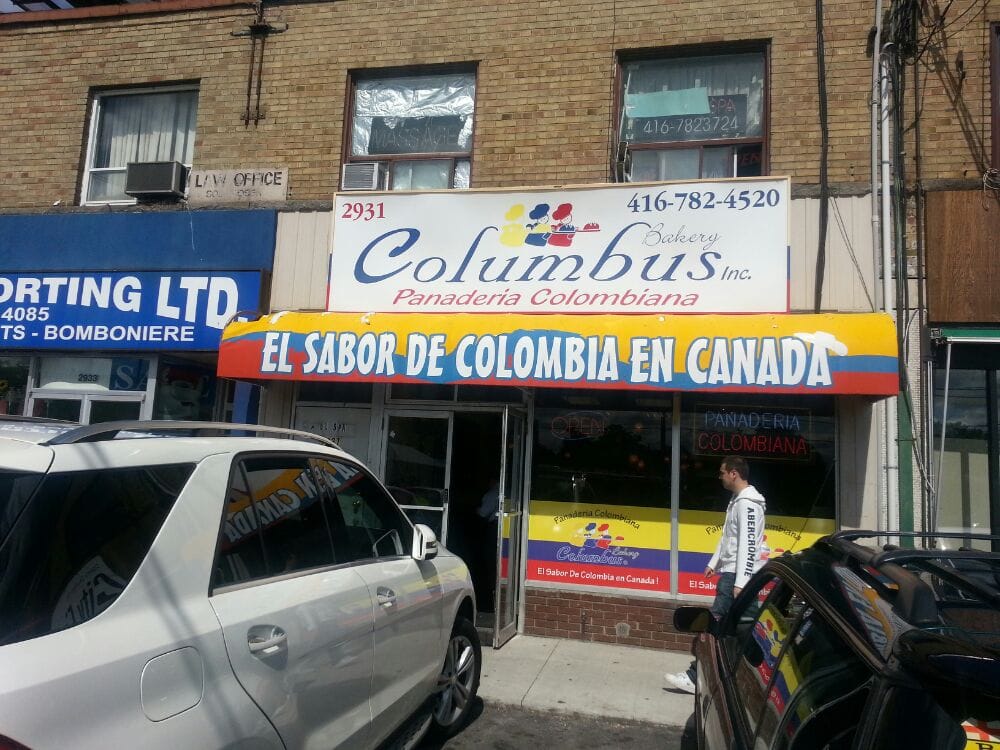 MASSAGE
SPA
416-7823724
LAW OFFICE
ORTING LTD.
4085
TS - BOMBONIERE
2933
2931
416-782-4520
Columbus Bakery Inc.
Panaderia Colombiana
EL SABOR DE COLOMBIA EN CANADA
SPA
OPEN
PANADERIA
COLOMBIANA
Panaderia Colombiana
Columbus Bakery
El Sabor De Colombia en Canada !
Colombiana
El Sabor
ABERCROMBIE